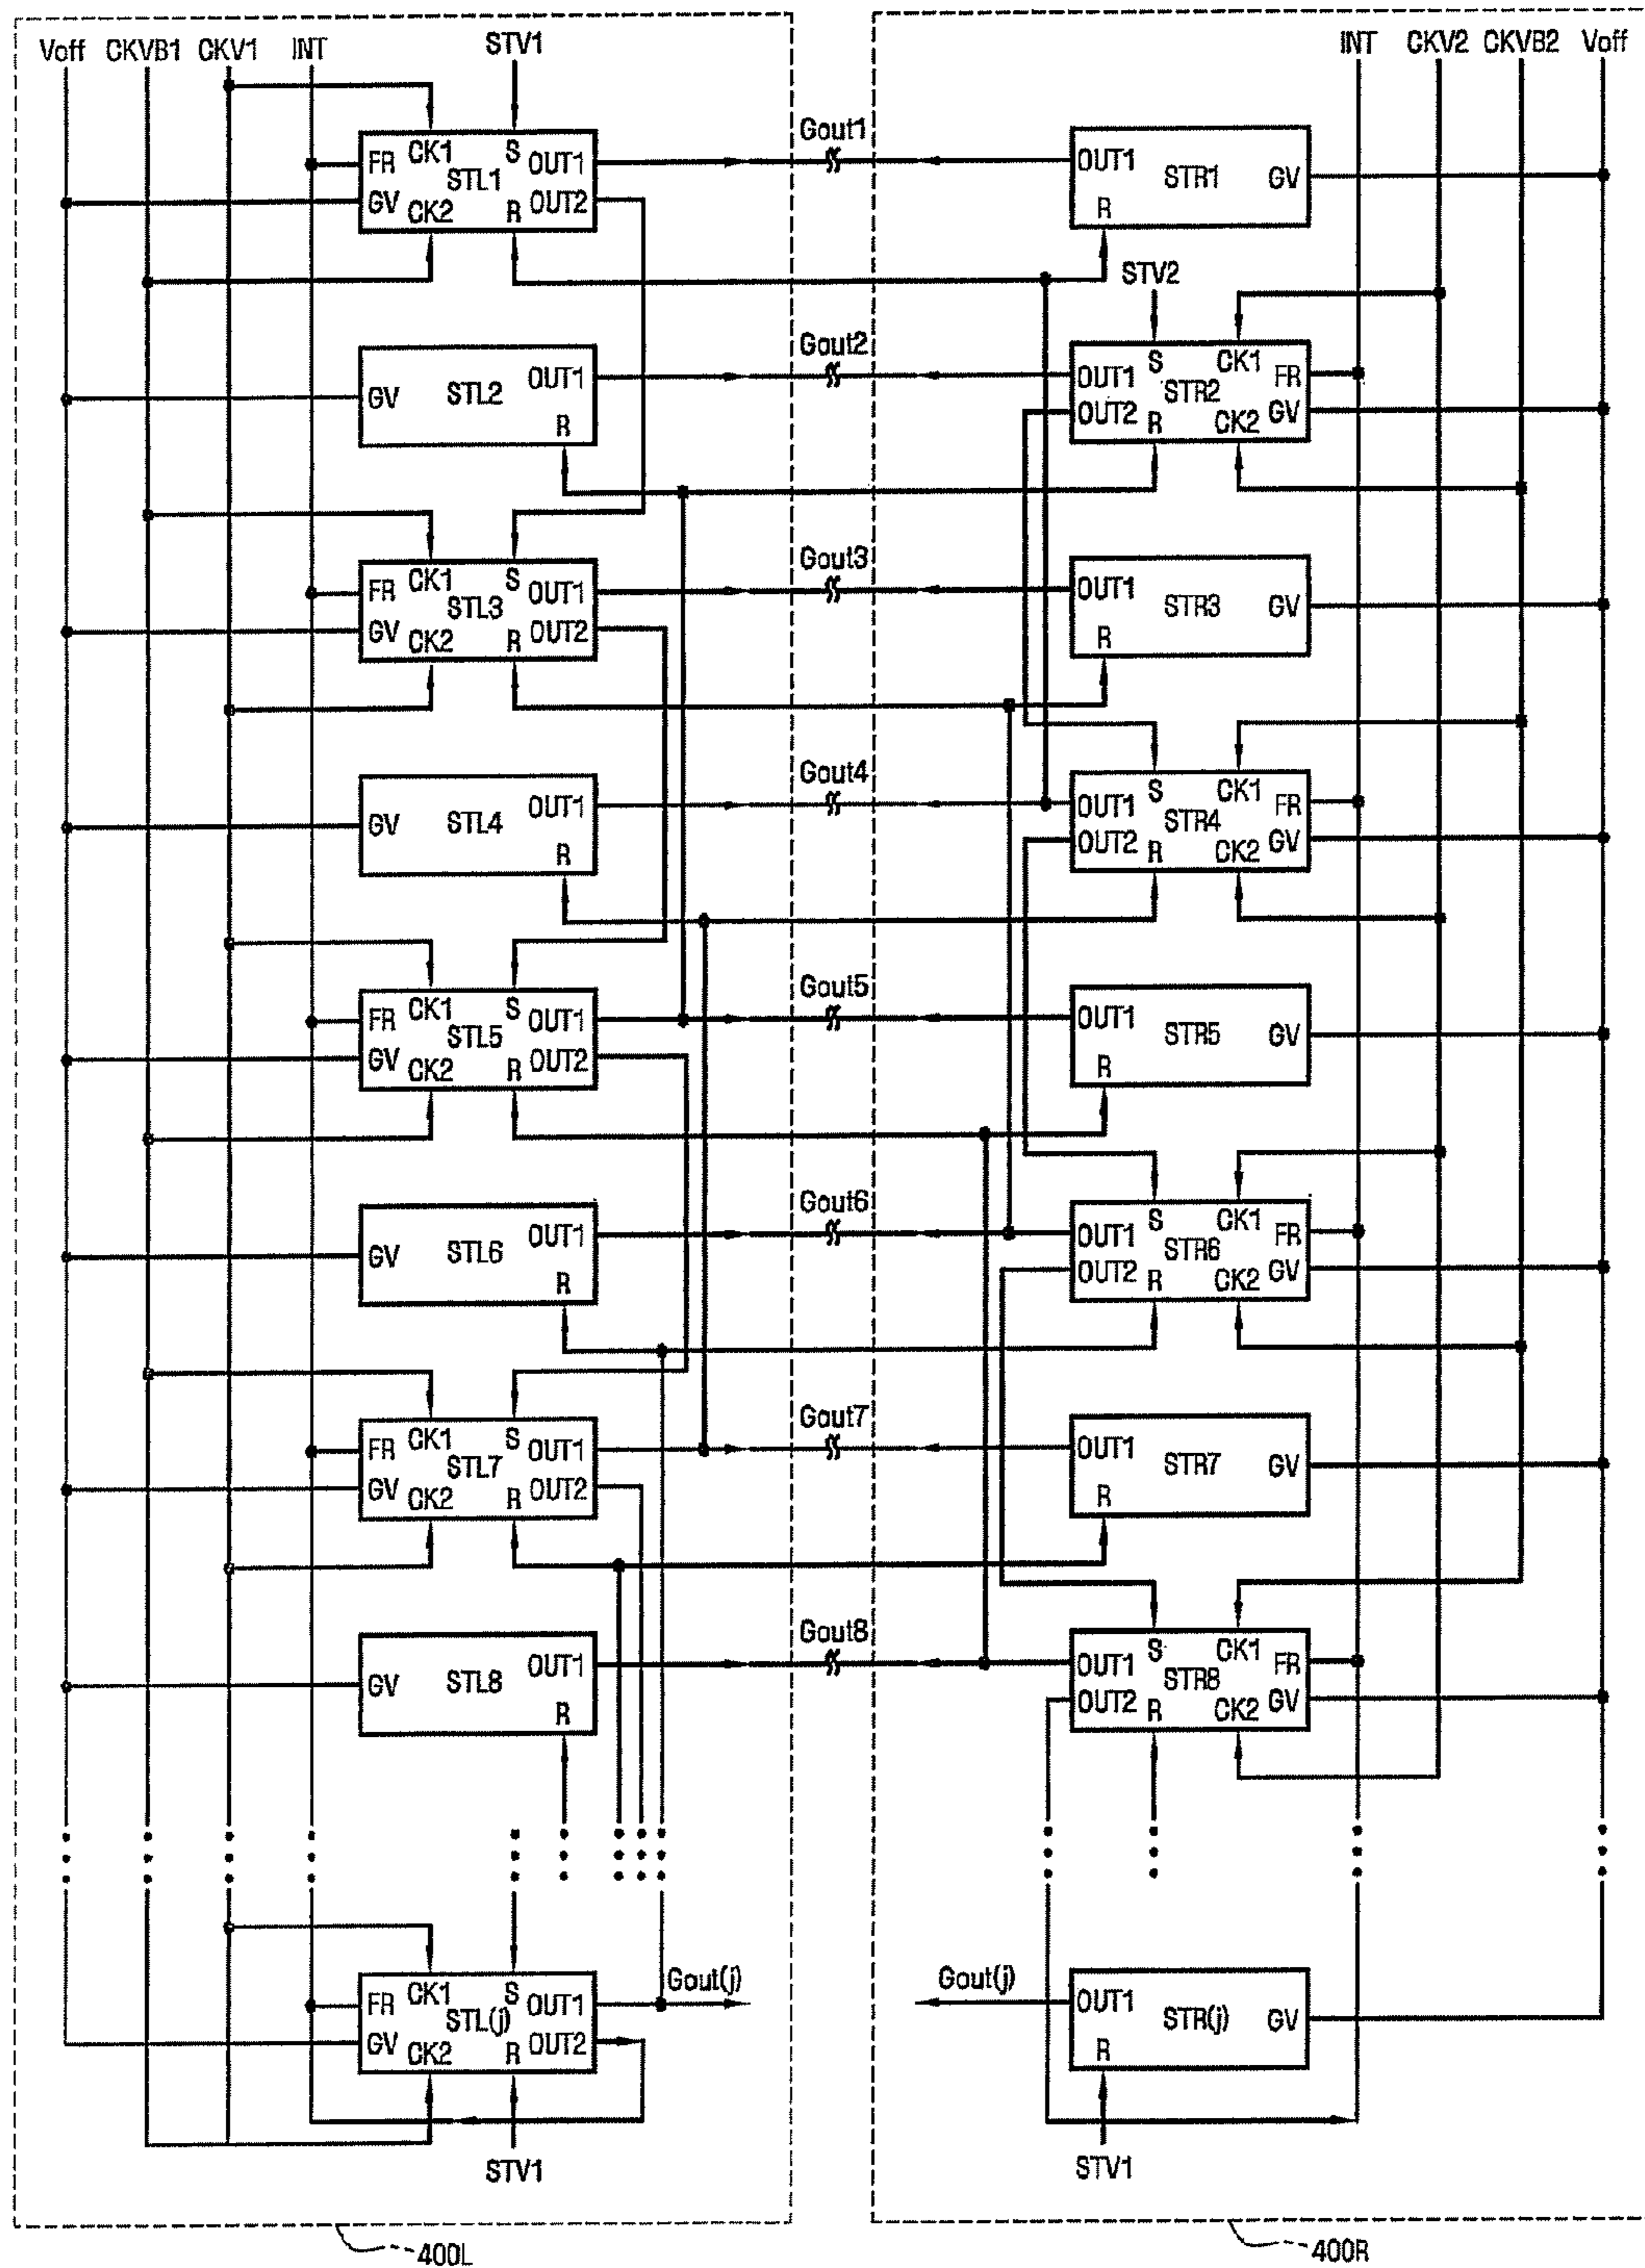 Voff CKVB1 CKV1 INT STV1
INT CKV2 CKVB2 Voff
FR CK1 S OUT1
STL1
GV CK2 R OUT2
Gout1
OUT1 STR1 GV
R
STV2
GV STL2 OUT1
R
Gout2
OUT1 S CK1 FR
STR2
OUT2 R CK2 GV
FR CK1 S OUT1
STL3
GV CK2 R OUT2
Gout3
OUT1 STR3 GV
R
GV STL4 OUT1
R
Gout4
OUT1 S CK1 FR
STR4
OUT2 R CK2 GV
FR CK1 S OUT1
STL5
GV CK2 R OUT2
Gout5
OUT1 STR5 GV
R
GV STL6 OUT1
R
Gout6
OUT1 S CK1 FR
STR6
OUT2 R CK2 GV
FR CK1 S OUT1
STL7
GV CK2 R OUT2
Gout7
OUT1 STR7 GV
R
GV STL8 OUT1
R
Gout8
OUT1 S CK1 FR
STR8
OUT2 R CK2 GV
FR CK1 S OUT1
STL(j)
GV CK2 R OUT2
Gout(j)
Gout(j)
OUT1 STR(j) GV
R
STV1
STV1
400L
400R